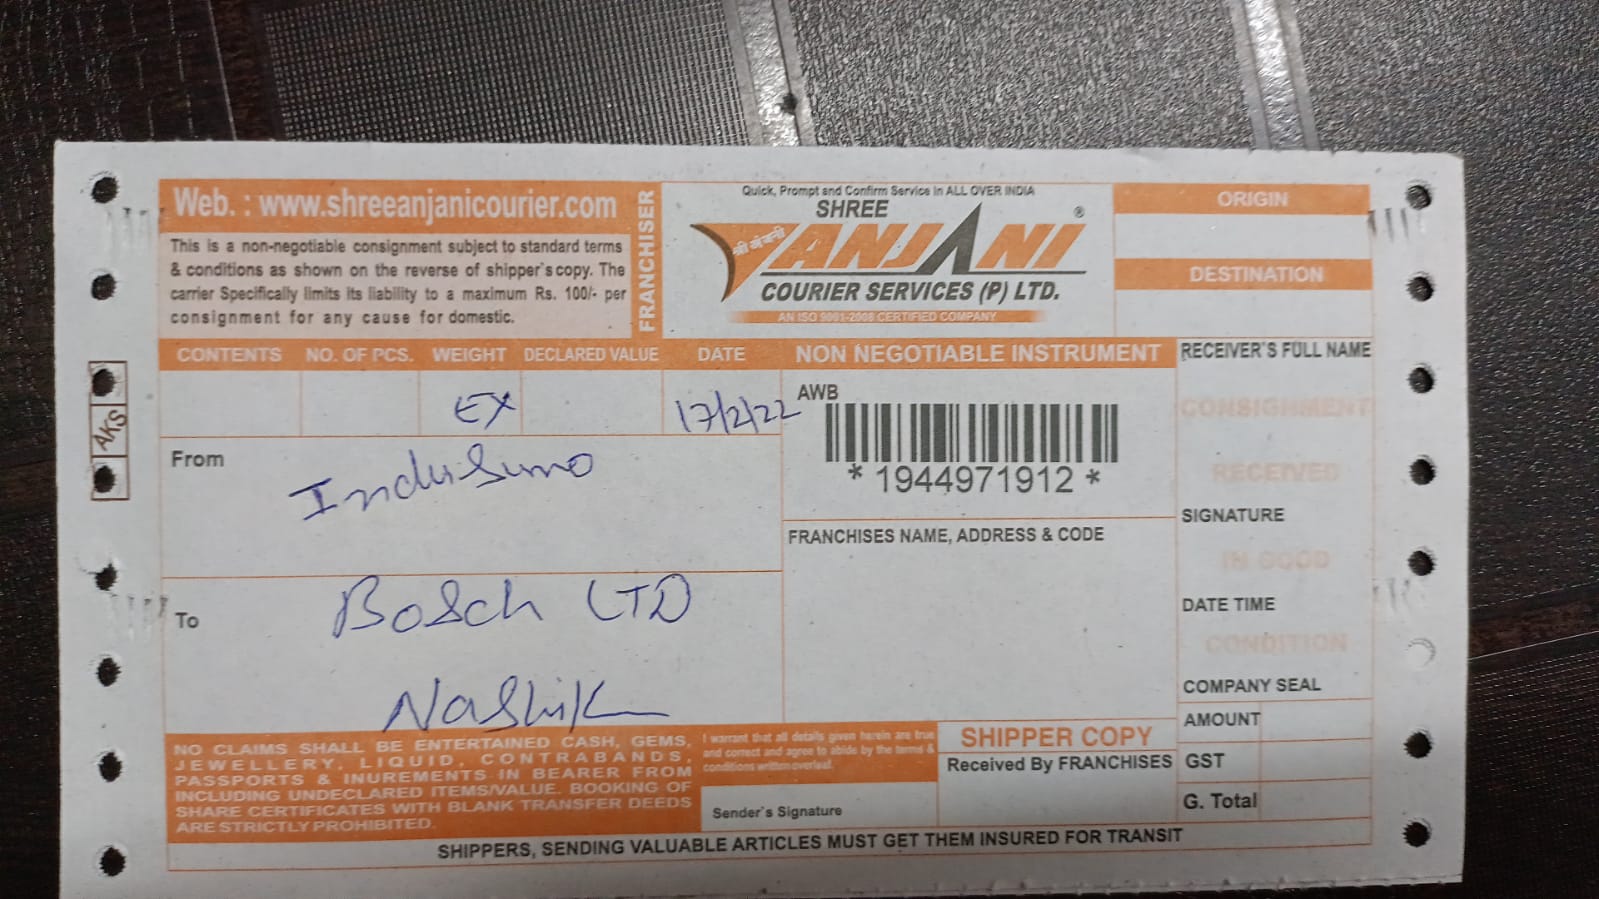 Web. : www.shreeanjanicourier.com
This is a non-negotiable consignment subject to standard terms
& conditions as shown on the reverse of shipper's copy. The
carrier Specifically limits its liability to a maximum Rs. 100/- per
consignment for any cause for domestic.
FRANCHISER
Quick, Prompt and Confirm Service in ALL OVER INDIA
SHREE
ANJANI ®
COURIER SERVICES (P) LTD.
AN ISO 9001-2008 CERTIFIED COMPANY
ORIGIN
DESTINATION
CONTENTS NO. OF PCS. WEIGHT DECLARED VALUE DATE NON NEGOTIABLE INSTRUMENT
EX 17/2/22
AWB
* 1944971912 *
From
To Bosch LTD
Nashik
FRANCHISES NAME, ADDRESS & CODE
RECEIVER'S FULL NAME
CONSIGNMENT
RECEIVED
SIGNATURE
IN GOOD
DATE TIME
CONDITION
COMPANY SEAL
AMOUNT
GST
G. Total
NO CLAIMS SHALL BE ENTERTAINED CASH, GEMS,
JEWELLERY, LIQUID, CONTRABANDS,
PASSPORTS & INUREMENTS IN BEARER FROM
INCLUDING UNDECLARED ITEMS/VALUE. BOOKING OF
SHARE CERTIFICATES WITH BLANK TRANSFER DEEDS
ARE STRICTLY PROHIBITED.
I warrant that all details given herein are true
and correct and agree to abide by the terms &
conditions written overleaf.
Sender's Signature
SHIPPER COPY
Received By FRANCHISES
SHIPPERS, SENDING VALUABLE ARTICLES MUST GET THEM INSURED FOR TRANSIT
AKS